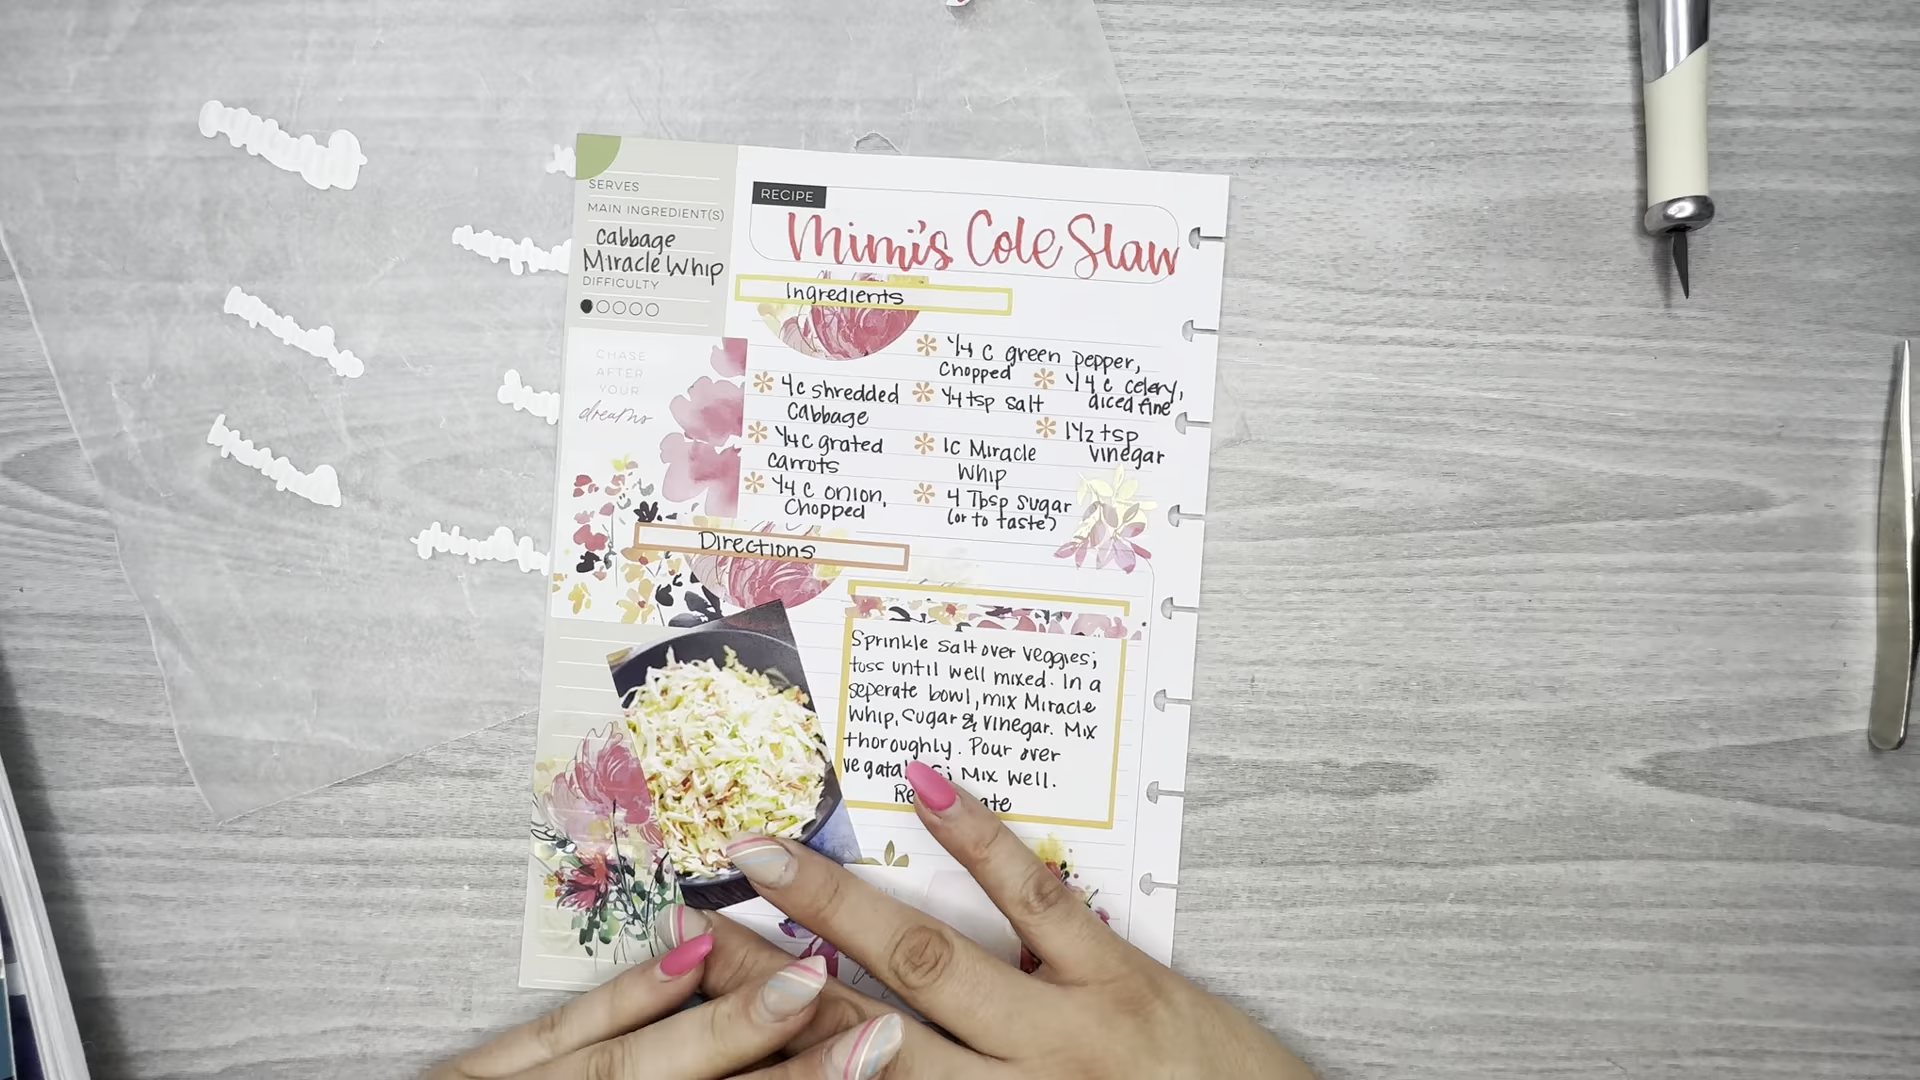 SERVES
MAIN INGREDIENT(S)
Cabbage
Miracle Whip
DIFFICULTY
CHASE
AFTER
YOUR
dreams
RECIPE
Mimi's Cole Slaw
Ingredients
4c shredded
Cabbage
1/4c grated
carrots
1/4 c onion,
Chopped
1/4 c green pepper,
Chopped
1/4 tsp salt
1c Miracle
Whip
4 Tbsp sugar
(or to taste)
1/4 c celery,
diced fine
1 1/2 tsp
vinegar
Directions
Sprinkle salt over veggies;
toss until well mixed. In a
seperate bowl, mix Miracle
Whip, sugar & vinegar. Mix
thoroughly. Pour over
; Mix well.